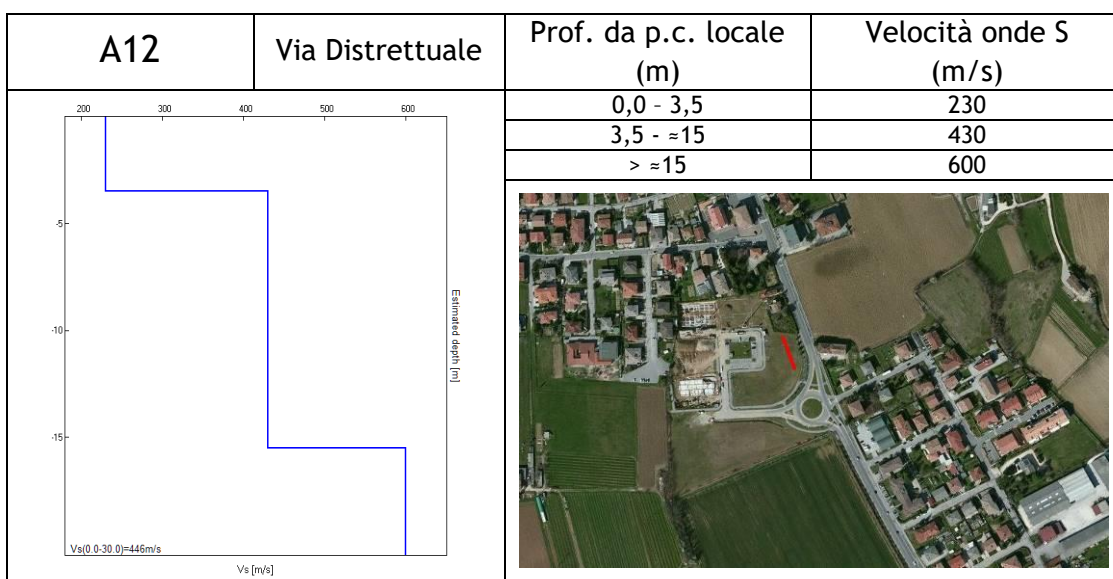 A12
Via Distrettuale
Prof. da p.c. locale
(m)
Velocità onde S
(m/s)
0,0 – 3,5
230
3,5 - ≈15
430
> ≈15
600
200 300 400 500 600
-5
-10
-15
Estimated depth [m]
Vs(0.0-30.0)=446m/s
Vs [m/s]